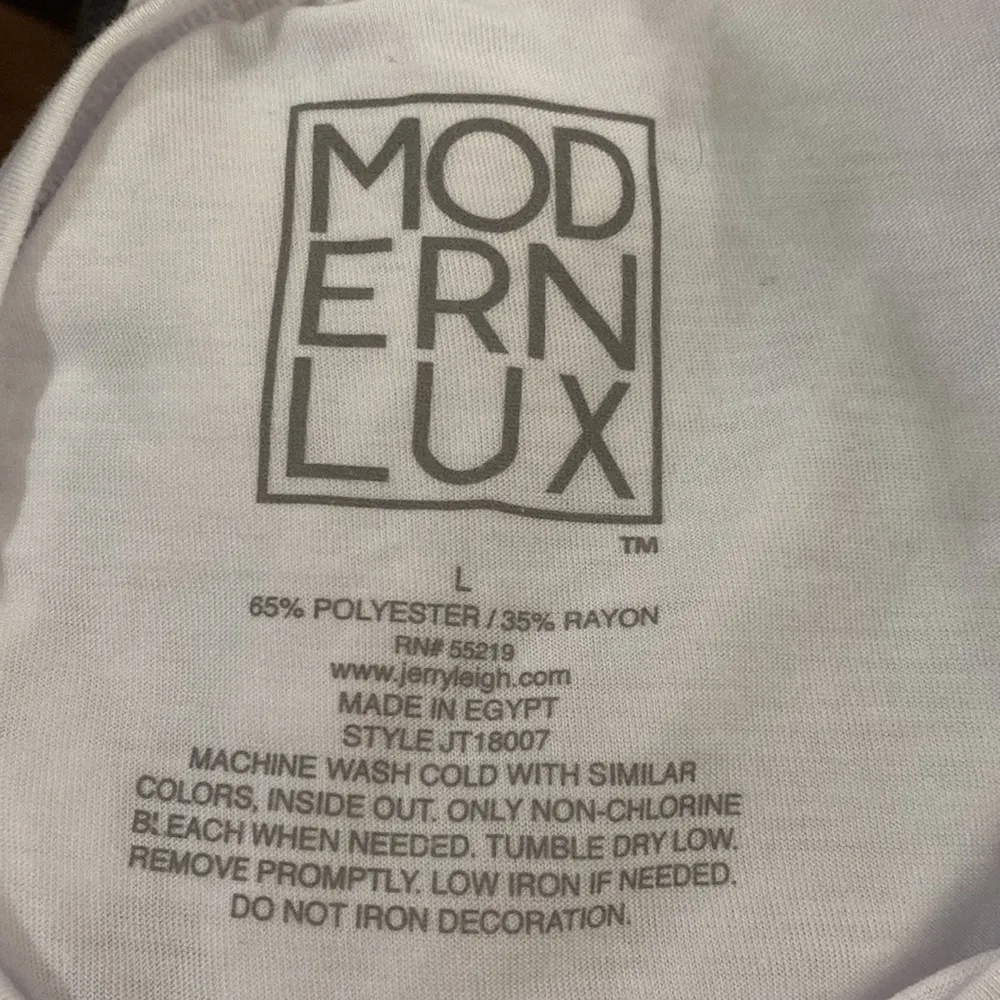 MOD
ERN
LUX
TM
L
65% POLYESTER / 35% RAYON
RN# 55219
www.jerryleigh.com
MADE IN EGYPT
STYLE JT18007
MACHINE WASH COLD WITH SIMILAR
COLORS, INSIDE OUT. ONLY NON-CHLORINE
BLEACH WHEN NEEDED. TUMBLE DRY LOW.
REMOVE PROMPTLY. LOW IRON IF NEEDED.
DO NOT IRON DECORATION.